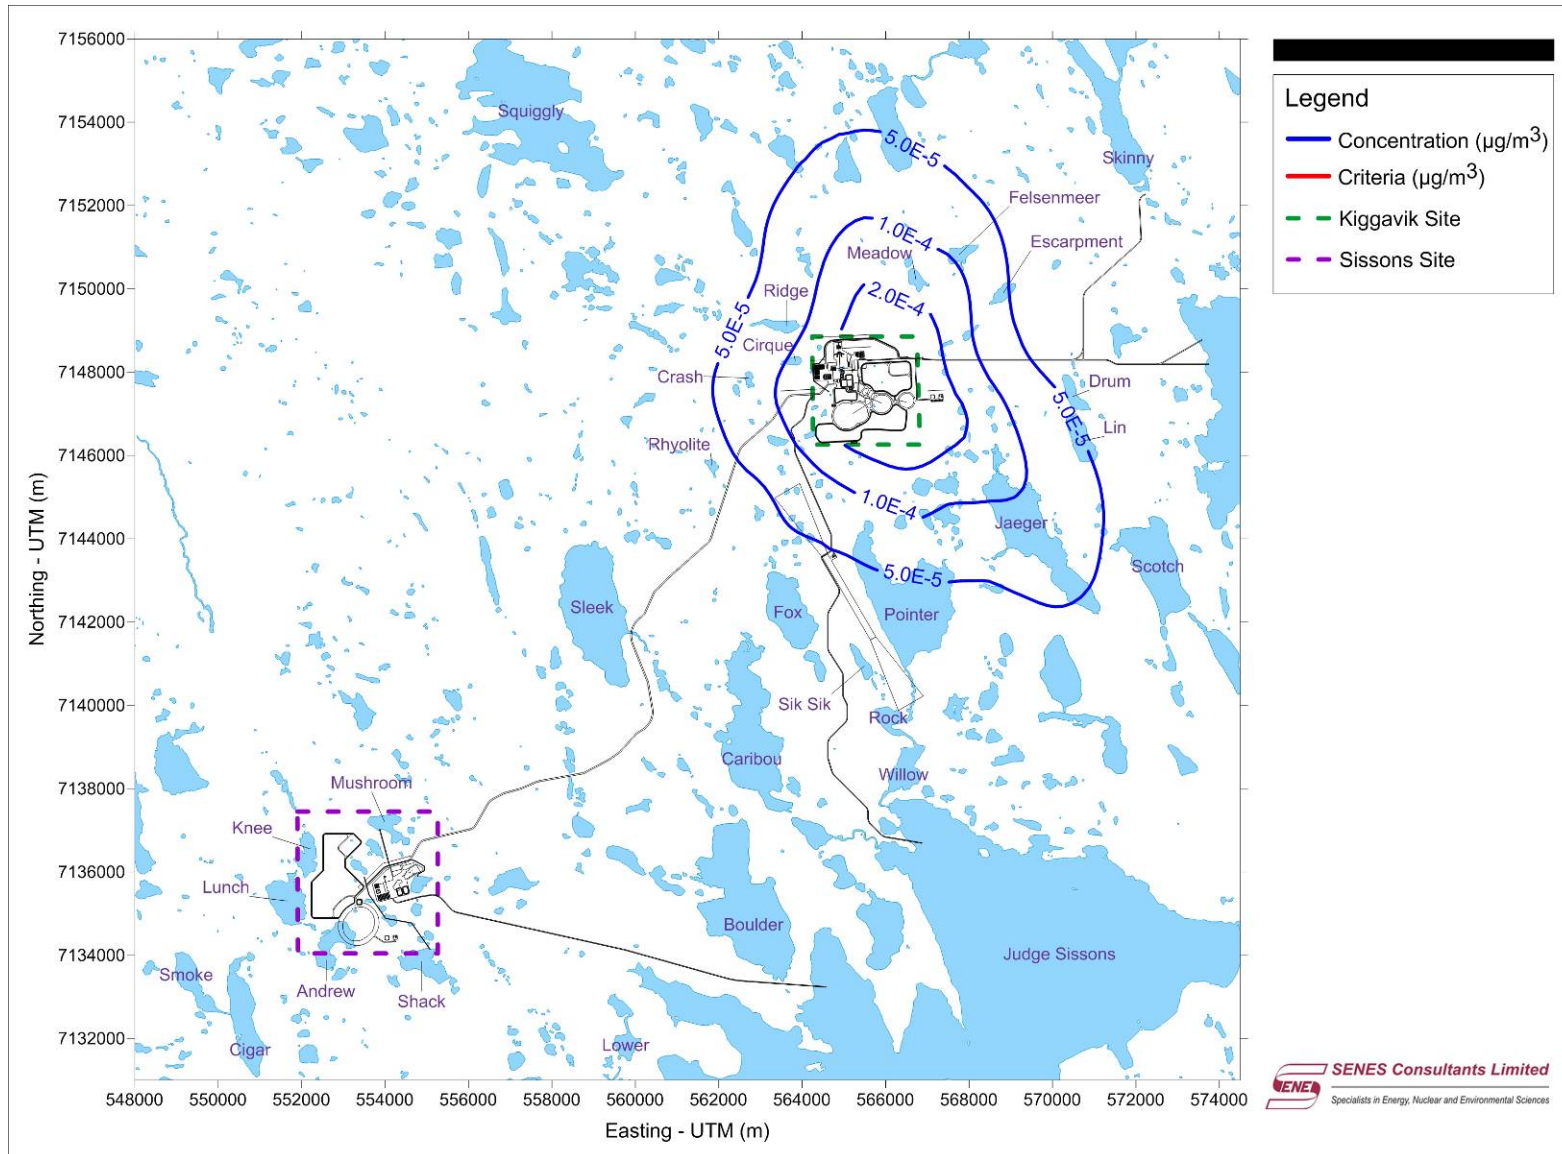 7156000
7154000
7152000
7150000
7148000
7146000
7144000
7142000
7140000
7138000
7136000
7134000
7132000
Northing - UTM (m)
548000 550000 552000 554000 556000 558000 560000 562000 564000 566000 568000 570000 572000 574000
Easting - UTM (m)
Squiggly
Skinny
5.0E-5
Felsenmeer
1.0E-4
Escarpment
Meadow
Ridge
2.0E-4
5.0E-5
Cirque
Crash
Drum
5.0E-5
Lin
Rhyolite
1.0E-4
Jaeger
Scotch
5.0E-5
Sleek
Fox
Pointer
Sik Sik
Rock
Caribou
Willow
Mushroom
Knee
Lunch
Boulder
Judge Sissons
Smoke
Andrew
Shack
Cigar
Lower
Legend
Concentration (µg/m³)
Criteria (µg/m³)
Kiggavik Site
Sissons Site
SENES
SENES Consultants Limited
Specialists in Energy, Nuclear and Environmental Sciences